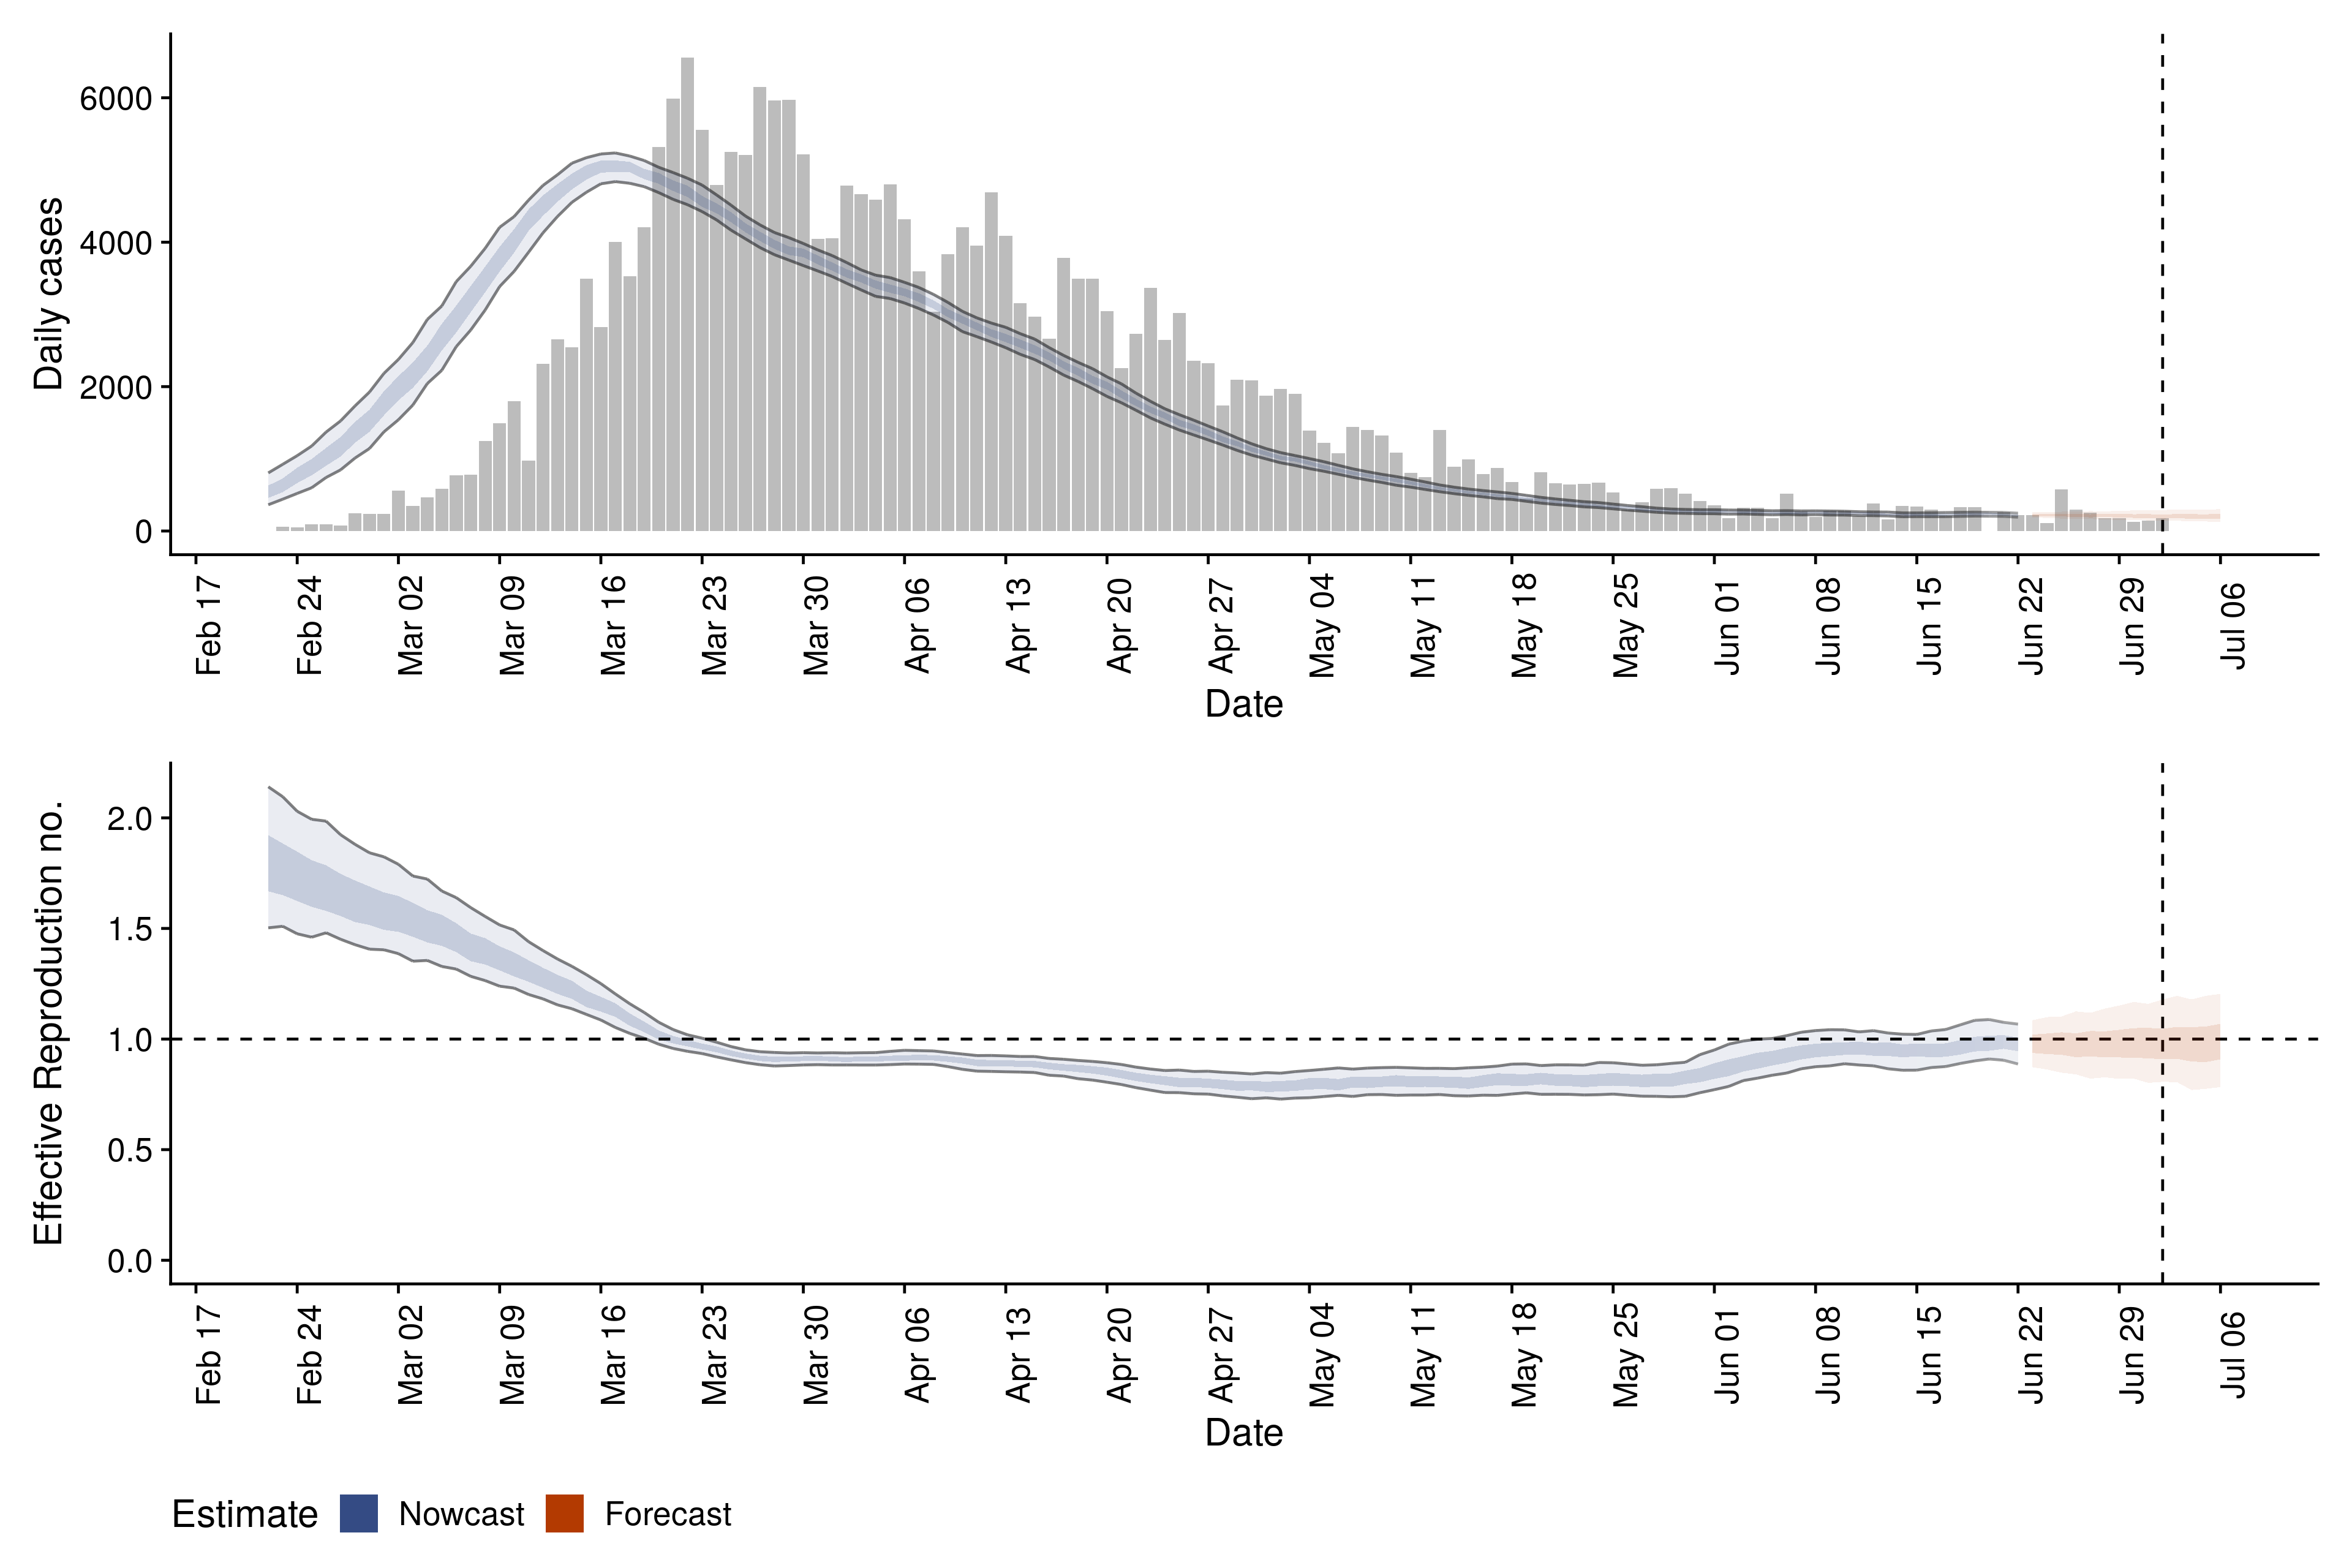 Daily cases
6000
4000
2000
0
Feb 17
Feb 24
Mar 02
Mar 09
Mar 16
Mar 23
Mar 30
Apr 06
Apr 13
Apr 20
Apr 27
May 04
May 11
May 18
May 25
Jun 01
Jun 08
Jun 15
Jun 22
Jun 29
Jul 06
Date
Effective Reproduction no.
2.0
1.5
1.0
0.5
0.0
Feb 17
Feb 24
Mar 02
Mar 09
Mar 16
Mar 23
Mar 30
Apr 06
Apr 13
Apr 20
Apr 27
May 04
May 11
May 18
May 25
Jun 01
Jun 08
Jun 15
Jun 22
Jun 29
Jul 06
Date
Estimate Nowcast Forecast